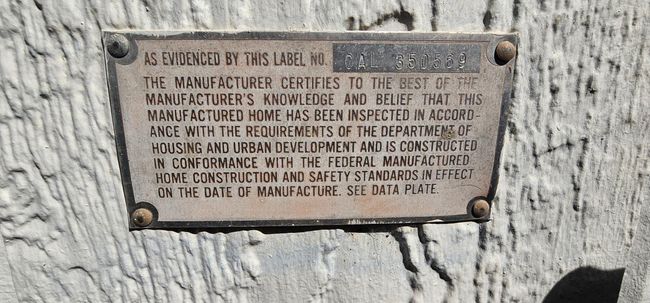 AS EVIDENCED BY THIS LABEL NO. CAL 350369
THE MANUFACTURER CERTIFIES TO THE BEST OF THE
MANUFACTURER'S KNOWLEDGE AND BELIEF THAT THIS
MANUFACTURED HOME HAS BEEN INSPECTED IN ACCORD-
ANCE WITH THE REQUIREMENTS OF THE DEPARTMENT OF
HOUSING AND URBAN DEVELOPMENT AND IS CONSTRUCTED
IN CONFORMANCE WITH THE FEDERAL MANUFACTURED
HOME CONSTRUCTION AND SAFETY STANDARDS IN EFFECT
ON THE DATE OF MANUFACTURE. SEE DATA PLATE.